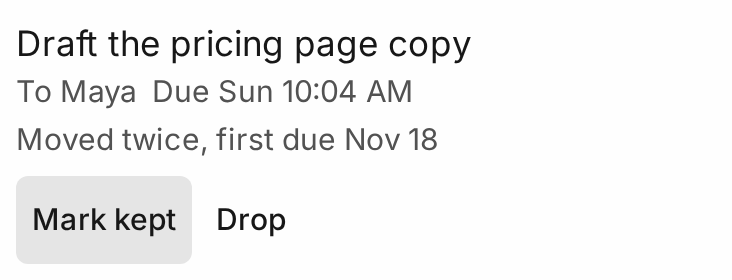 Draft the pricing page copy
To Maya Due Sun 10:04 AM
Moved twice, first due Nov 18
Mark kept Drop